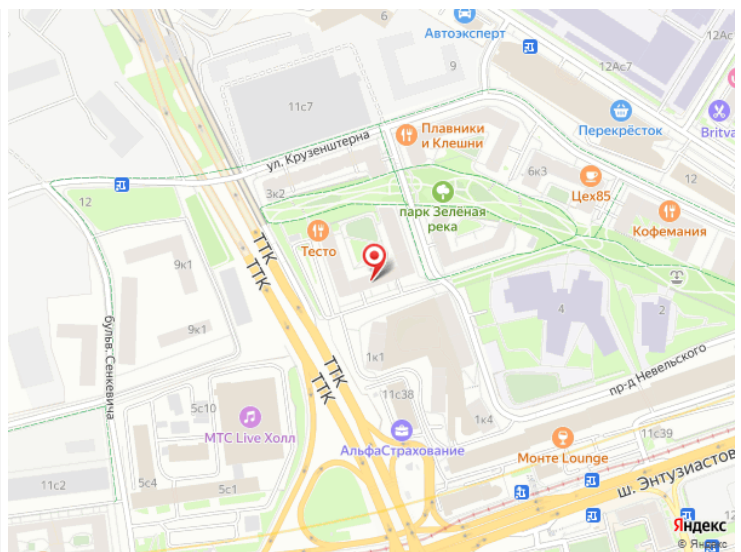 6
Автоэксперт
12Ас7
12Ас
9
11с7
Перекрёсток
Britva
Плавники
и Клешни
ул. Крузенштерна
6к3
12
3к2
Цех85
12
парк Зелёная
река
Кофемания
Тесто
ТТК
ТТК
9к1
4
2
9к1
бульв. Сенкевича
1к1
ТТК
ТТК
пр-д Невельского
11с38
5с10
1к4
МТС Live Холл
АльфаСтрахование
11с39
Монте Lounge
11с2
5с4
5с1
ш. Энтузиастов
Яндекс
© Яндекс